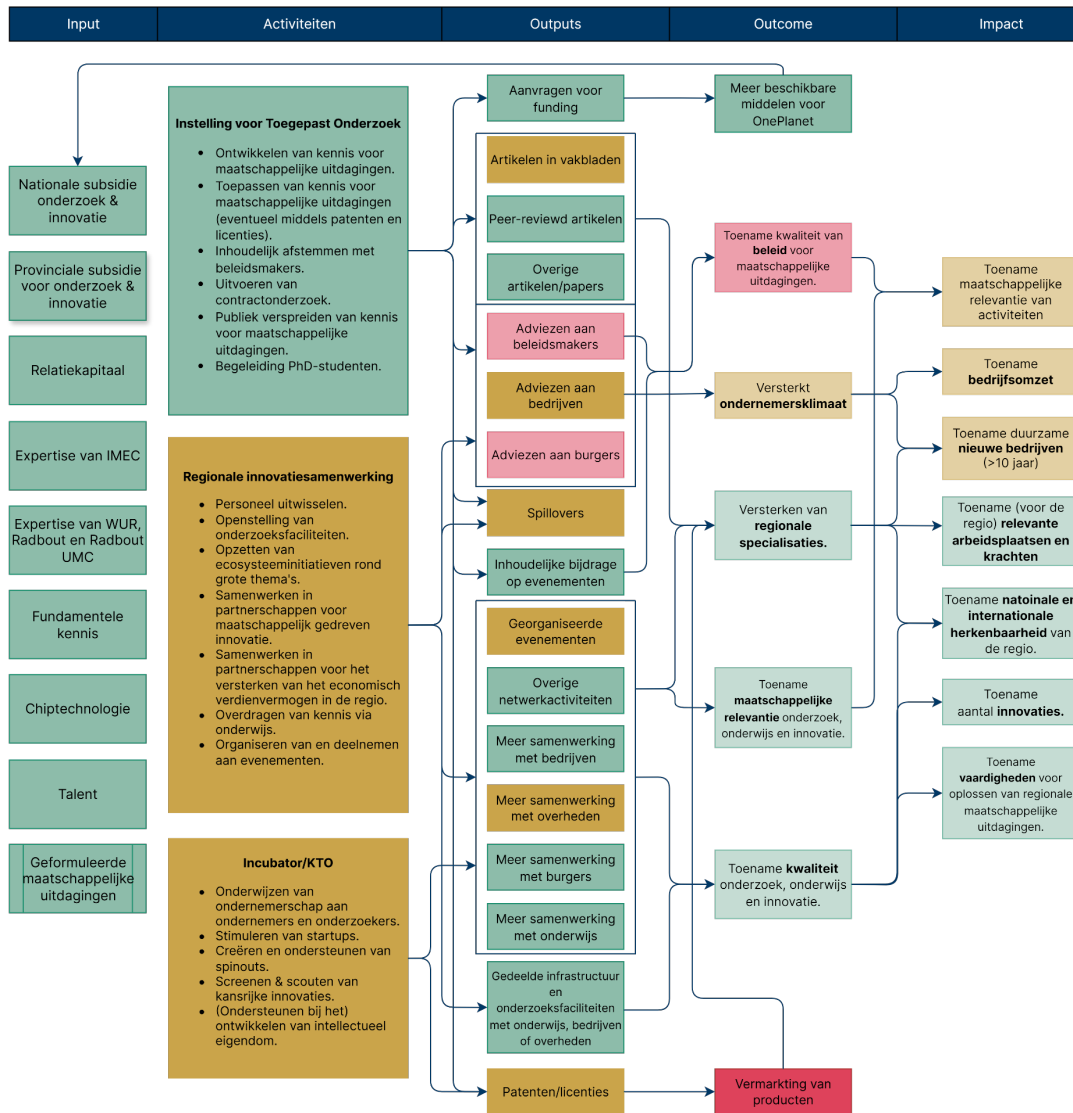 Input
Activiteiten
Outputs
Outcome
Impact
Nationale subsidie
onderzoek &
innovatie
Provinciale subsidie
voor onderzoek &
innovatie
Relatiekapitaal
Expertise van IMEC
Expertise van WUR,
Radbout en Radbout
UMC
Fundamentele
kennis
Chiptechnologie
Talent
Geformuleerde
maatschappelijke
uitdagingen
Instelling voor Toegepast Onderzoek
• Ontwikkelen van kennis voor
maatschappelijke uitdagingen.
• Toepassen van kennis voor
maatschappelijke uitdagingen
(eventueel middels patenten en
licenties).
• Inhoudelijk afstemmen met
beleidsmakers.
• Uitvoeren van
contractonderzoek.
• Publiek verspreiden van kennis
voor maatschappelijke
uitdagingen.
• Begeleiding PhD-studenten.
Regionale innovatiesamenwerking
• Personeel uitwisselen.
• Openstelling van
onderzoeksfaciliteiten.
• Opzetten van
ecosysteeminitiatieven rond
grote thema's.
• Samenwerken in
partnerschappen voor
maatschappelijk gedreven
innovatie.
• Samenwerken in
partnerschappen voor het
versterken van het economisch
verdienvermogen in de regio.
• Overdragen van kennis via
onderwijs.
• Organiseren van en deelnemen
aan evenementen.
Incubator/KTO
• Onderwijzen van
ondernemerschap aan
ondernemers en onderzoekers.
• Stimuleren van startups.
• Creëren en ondersteunen van
spinouts.
• Screenen & scouten van
kansrijke innovaties.
• (Ondersteunen bij het)
ontwikkelen van intellectueel
eigendom.
Aanvragen voor
funding
Artikelen in vakbladen
Peer-reviewd artikelen
Overige
artikelen/papers
Adviezen aan
beleidsmakers
Adviezen aan
bedrijven
Adviezen aan burgers
Spillovers
Inhoudelijke bijdrage
op evenementen
Georganiseerde
evenementen
Overige
netwerkactiviteiten
Meer samenwerking
met bedrijven
Meer samenwerking
met overheden
Meer samenwerking
met burgers
Meer samenwerking
met onderwijs
Gedeelde infrastructuur
en
onderzoeksfaciliteiten
met onderwijs, bedrijven
of overheden
Patenten/licenties
Meer beschikbare
middelen voor
OnePlanet
Toename kwaliteit van
beleid voor
maatschappelijke
uitdagingen.
Versterkt
ondernemersklimaat
Versterken van
regionale
specialisaties.
Toename
maatschappelijke
relevantie onderzoek,
onderwijs en innovatie.
Toename kwaliteit
onderzoek, onderwijs
en innovatie.
Vermarkting van
producten
Toename
maatschappelijke
relevantie van
activiteiten
Toename
bedrijfsomzet
Toename duurzame
nieuwe bedrijven
(>10 jaar)
Toename (voor de
regio) relevante
arbeidsplaatsen en
krachten
Toename natoinale en
internationale
herkenbaarheid van
de regio.
Toename
aantal innovaties.
Toename
vaardigheden voor
oplossen van regionale
maatschappelijke
uitdagingen.